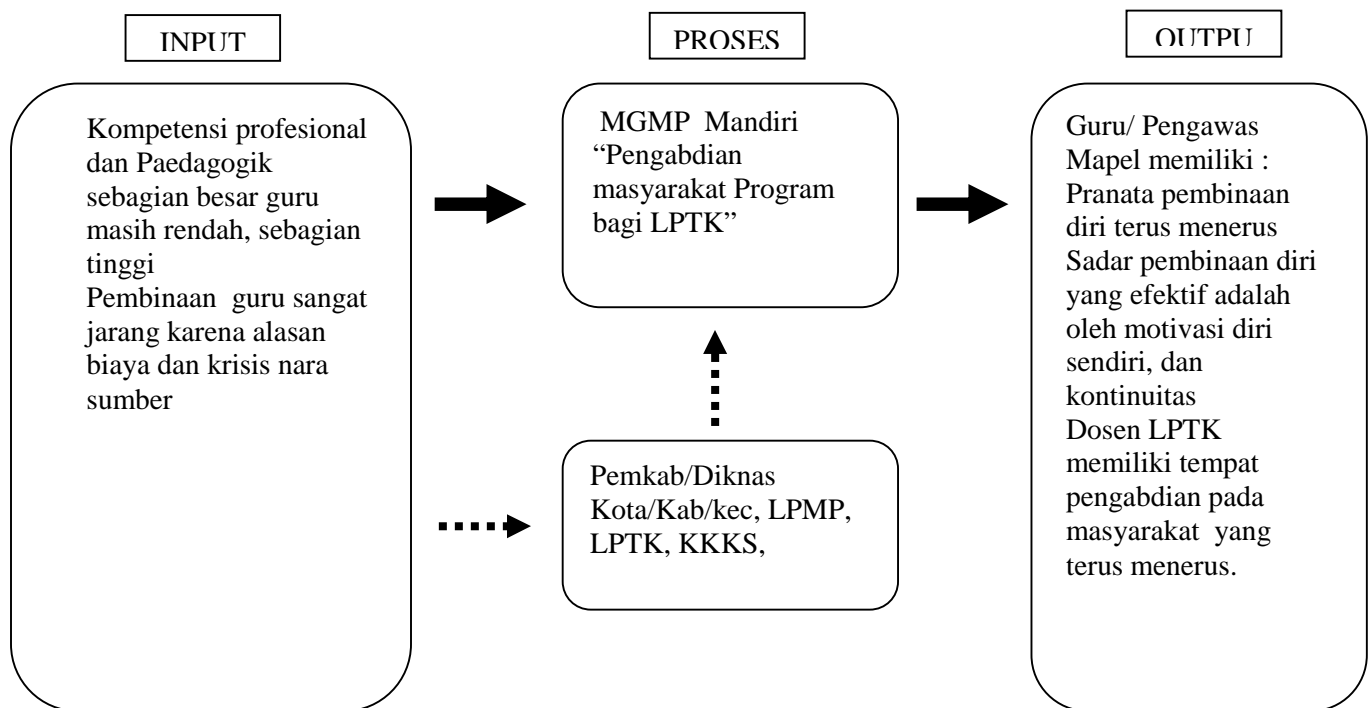 INPUT
PROSES
OUTPU
Kompetensi profesional
dan Paedagogik
sebagian besar guru
masih rendah, sebagian
tinggi
Pembinaan guru sangat
jarang karena alasan
biaya dan krisis nara
sumber
MGMP Mandiri
“Pengabdian
masyarakat Program
bagi LPTK”
Pemkab/Diknas
Kota/Kab/kec, LPMP,
LPTK, KKKS,
Guru/ Pengawas
Mapel memiliki :
Pranata pembinaan
diri terus menerus
Sadar pembinaan diri
yang efektif adalah
oleh motivasi diri
sendiri, dan
kontinuitas
Dosen LPTK
memiliki tempat
pengabdian pada
masyarakat yang
terus menerus.